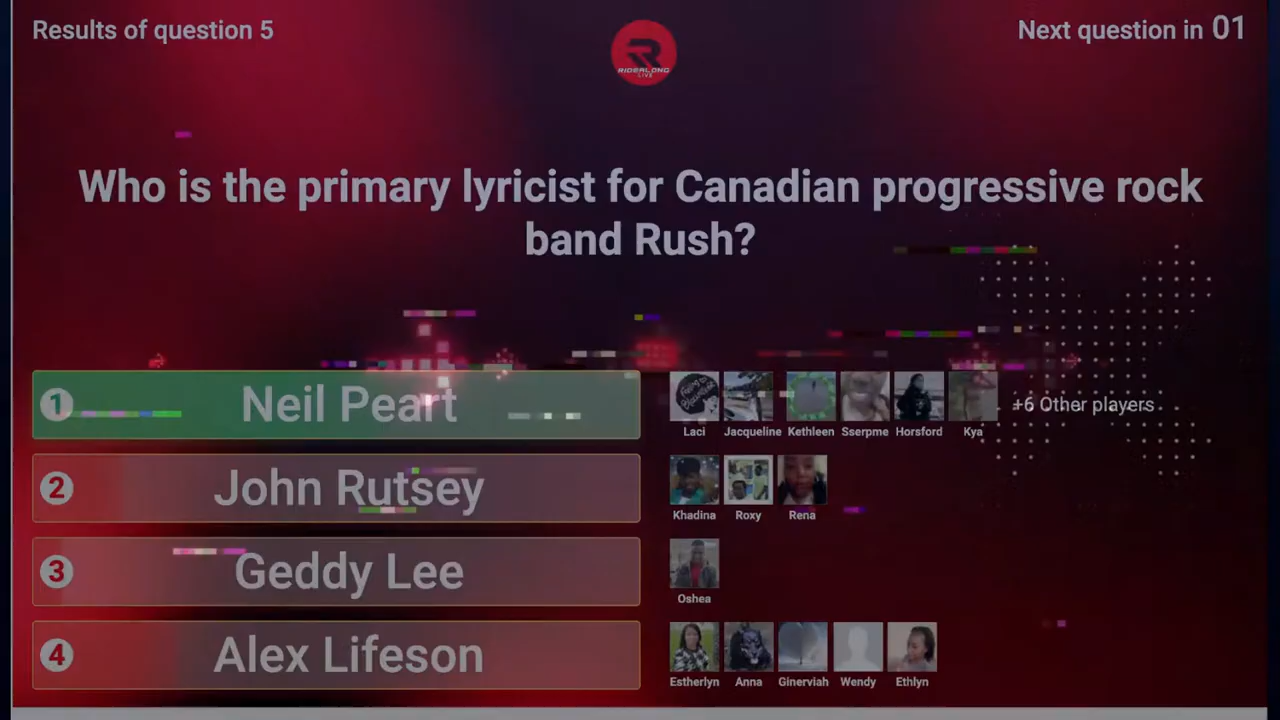 Results of question 5
Next question in 01
RIDEALONG
LIVE
Who is the primary lyricist for Canadian progressive rock
band Rush?
1 Neil Peart
Laci Jacqueline Kethleen Sserpme Horsford Kya
+6 Other players
2 John Rutsey
Khadina Roxy Rena
3 Geddy Lee
Oshea
4 Alex Lifeson
Estherlyn Anna Ginerviah Wendy Ethlyn